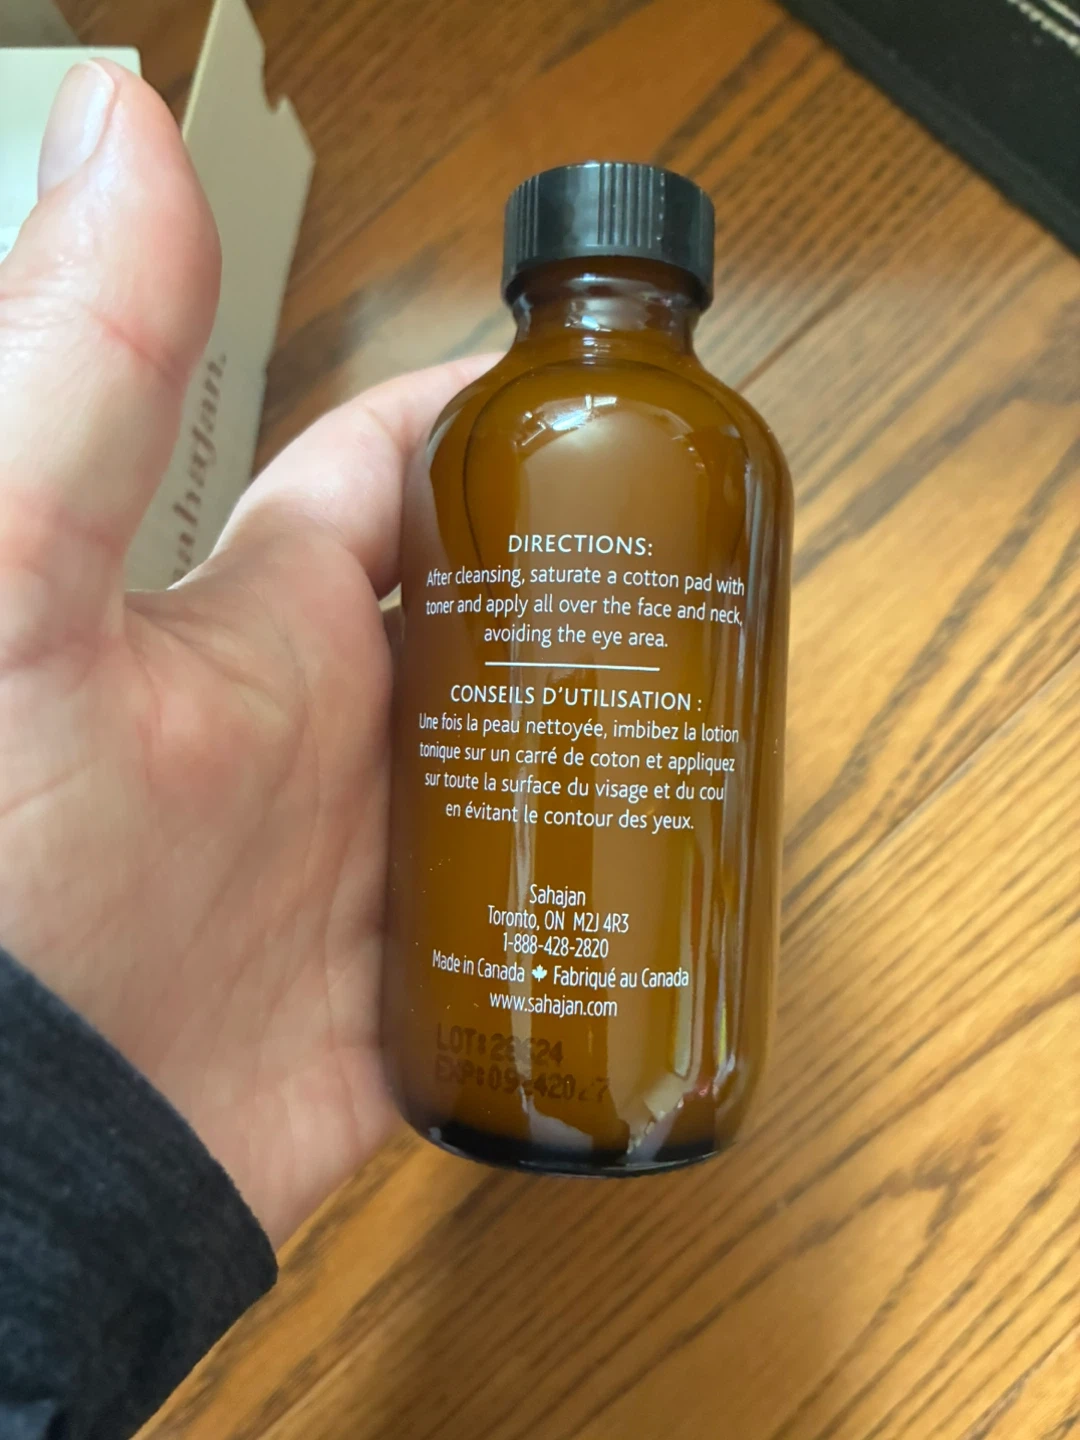 DIRECTIONS:
After cleansing, saturate a cotton pad with
toner and apply all over the face and neck,
avoiding the eye area.
CONSEILS D'UTILISATION :
Une fois la peau nettoyée, imbibez la lotion
tonique sur un carré de coton et appliquez
sur toute la surface du visage et du cou
en évitant le contour des yeux.
Sahajan
Toronto, ON M2J 4R3
1-888-428-2820
Made in Canada Fabriqué au Canada
www.sahajan.com
LOT:
EXP:
sahajan.